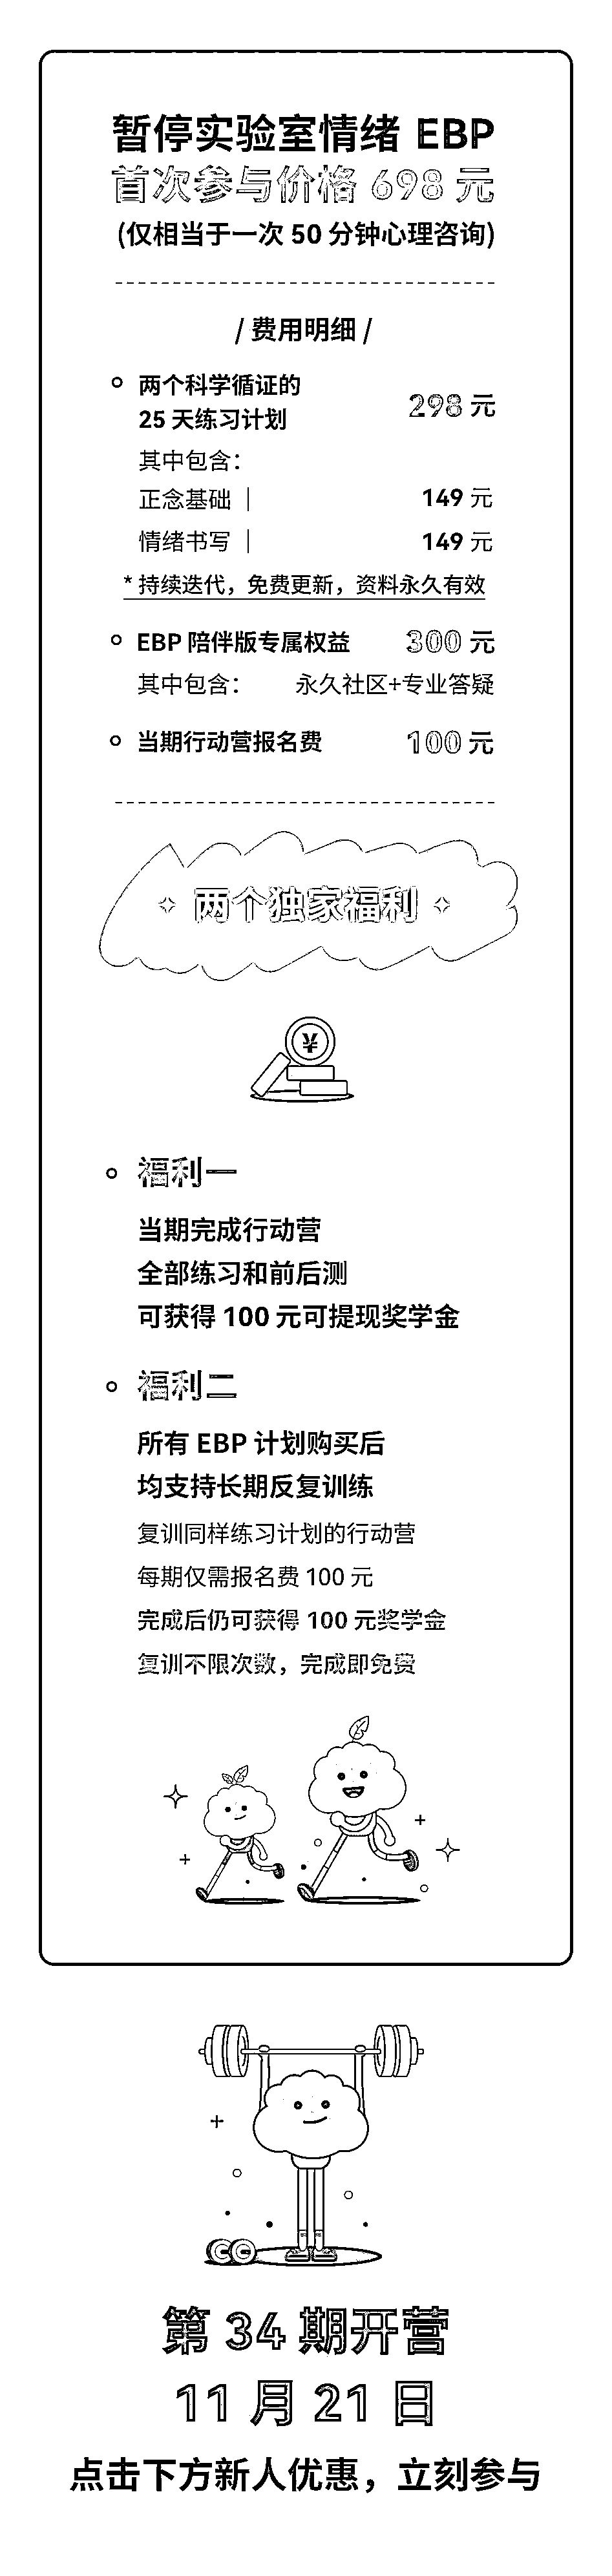 暂停实验室情绪 EBP
首次参与价格 698 元
(仅相当于一次 50 分钟心理咨询)
/ 费用明细 /
两个科学循证的
25 天练习计划
298 元
其中包含：
正念基础 | 149 元
情绪书写 | 149 元
* 持续迭代，免费更新，资料永久有效
EBP 陪伴版专属权益 300 元
其中包含： 永久社区+专业答疑
当期行动营报名费 100 元
两个独家福利
¥
福利一
当期完成行动营
全部练习和前后测
可获得 100 元可提现奖学金
福利二
所有 EBP 计划购买后
均支持长期反复训练
复训同样练习计划的行动营
每期仅需报名费 100 元
完成后仍可获得 100 元奖学金
复训不限次数，完成即免费
第 34 期开营
11 月 21 日
点击下方新人优惠，立刻参与